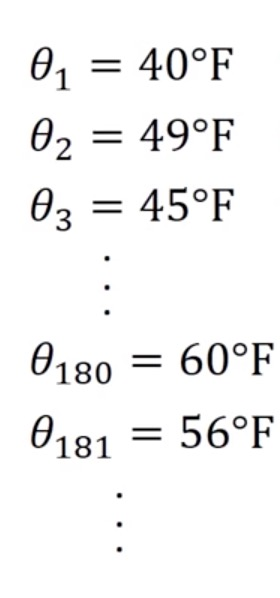 θ₁ = 40°F
θ₂ = 49°F
θ₃ = 45°F
⋮
θ₁₈₀ = 60°F
θ₁₈₁ = 56°F
⋮